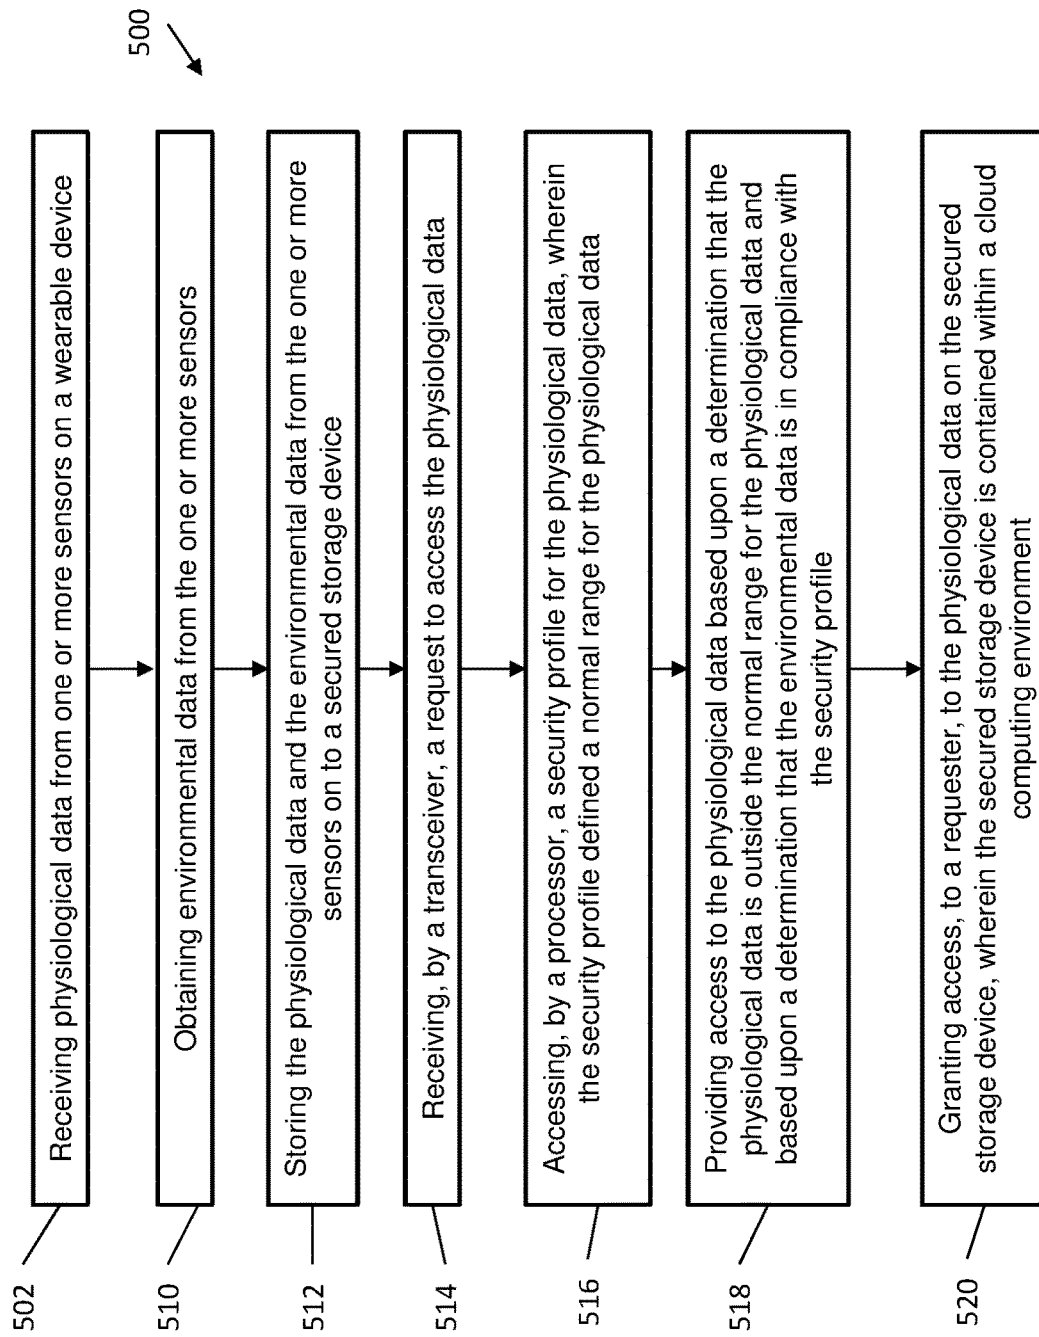 500
502
Receiving physiological data from one or more sensors on a wearable device
510
Obtaining environmental data from the one or more sensors
512
Storing the physiological data and the environmental data from the one or more
sensors on to a secured storage device
514
Receiving, by a transceiver, a request to access the physiological data
516
Accessing, by a processor, a security profile for the physiological data, wherein
the security profile defined a normal range for the physiological data
518
Providing access to the physiological data based upon a determination that the
physiological data is outside the normal range for the physiological data and
based upon a determination that the environmental data is in compliance with
the security profile
520
Granting access, to a requester, to the physiological data on the secured
storage device, wherein the secured storage device is contained within a cloud
computing environment